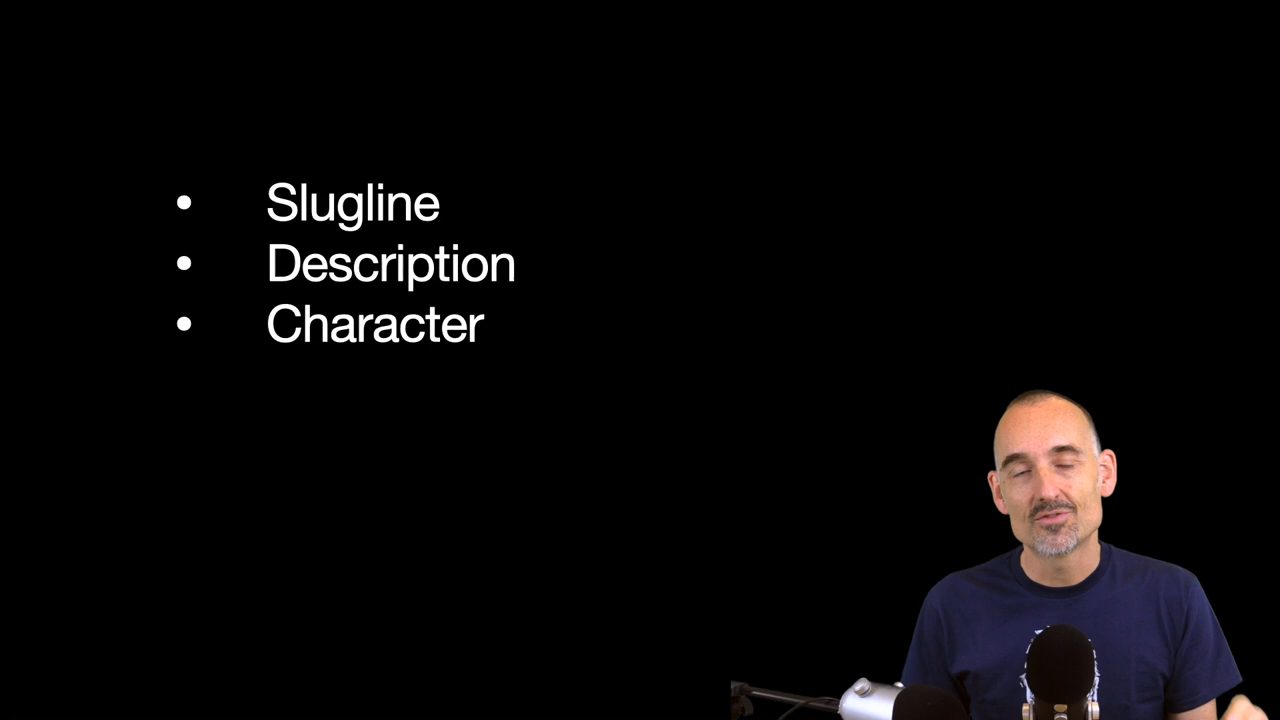 • Slugline
• Description
• Character